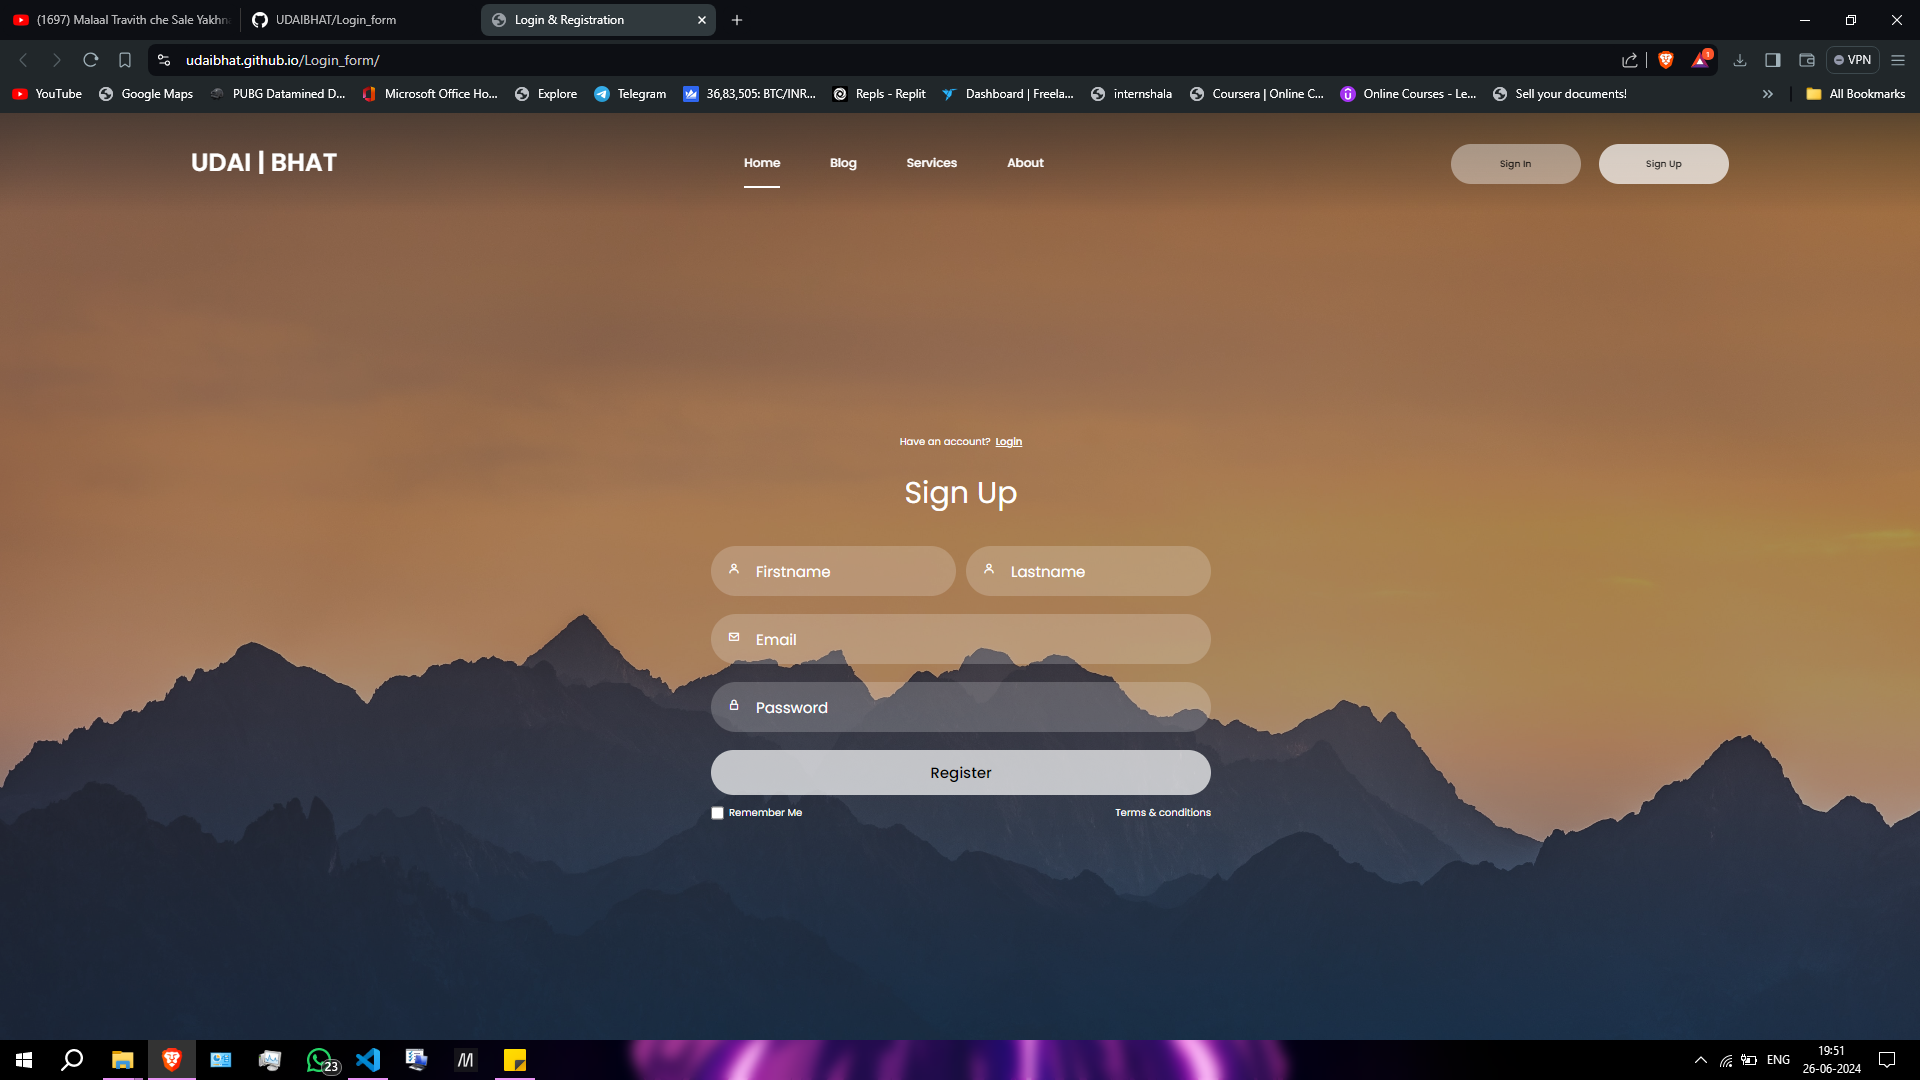 (1697) Malaal Travith che Sale Yakhn
UDAIBHAT/Login_form
Login & Registration
udaibhat.github.io/Login_form/
1
VPN
YouTube
Google Maps
PUBG Datamined D...
Microsoft Office Ho...
Explore
Telegram
36,83,505: BTC/INR...
Repls - Replit
Dashboard | Freela...
internshala
Coursera | Online C...
Online Courses - Le...
Sell your documents!
All Bookmarks
UDAI | BHAT
Home
Blog
Services
About
Sign In
Sign Up
Have an account? Login
Sign Up
Firstname
Lastname
Email
Password
Register
Remember Me
Terms & conditions
23
ENG
19:51
26-06-2024